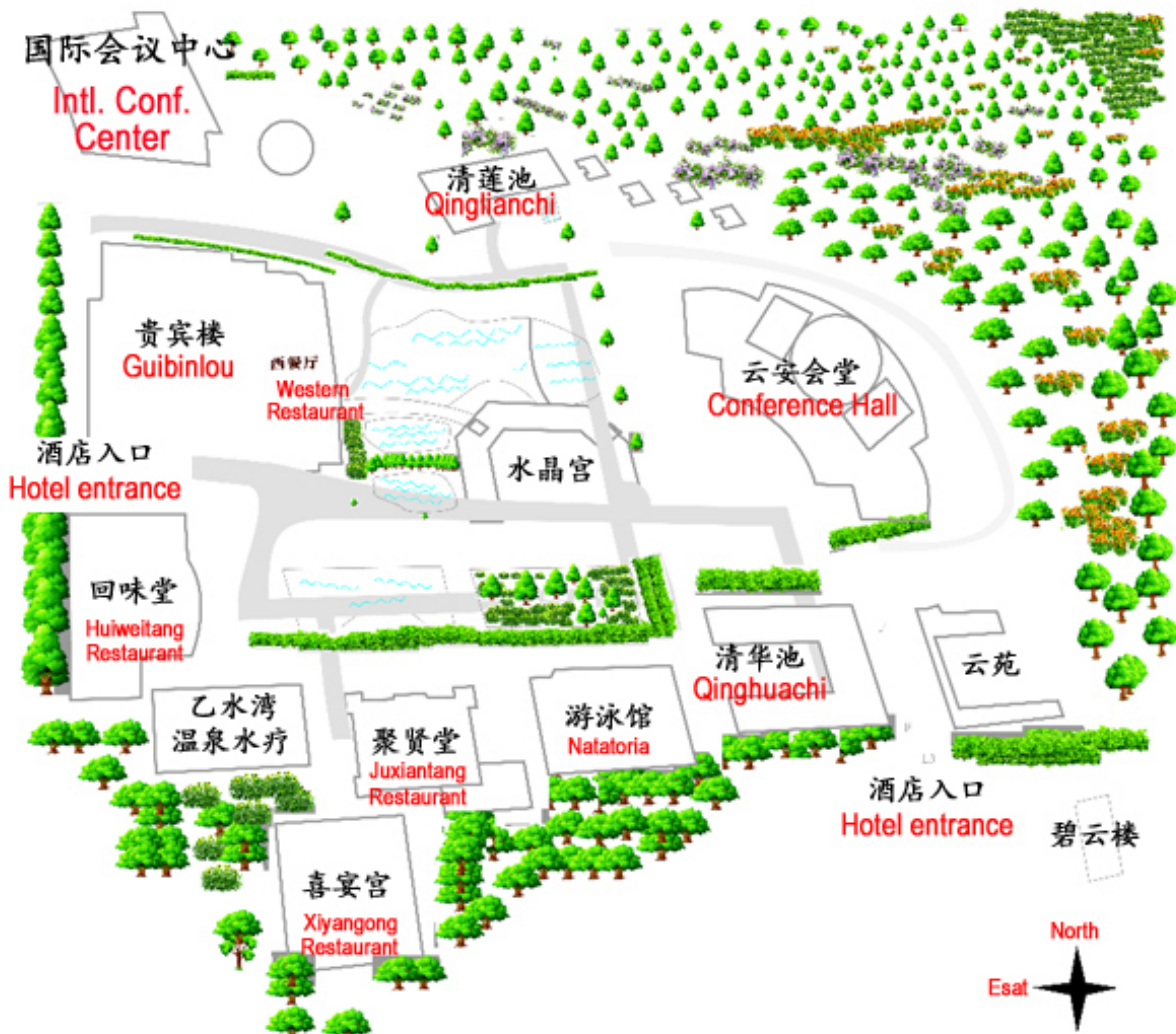 国际会议中心
Intl. Conf.
Center
清莲池
Qinglianchi
贵宾楼
Guibinlou
西餐厅
Western
Restaurant
云安会堂
Conference Hall
酒店入口
Hotel entrance
水晶宫
回味堂
Huiweitang
Restaurant
清华池
Qinghuachi
云苑
乙水湾
温泉水疗
聚贤堂
Juxiantang
Restaurant
游泳馆
Natatoria
酒店入口
Hotel entrance
碧云楼
喜宴宫
Xiyangong
Restaurant
North
Esat